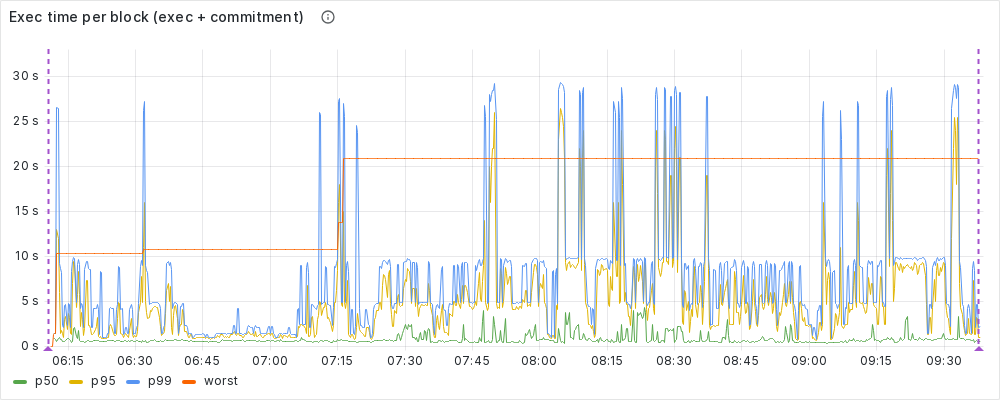 Exec time per block (exec + commitment)
30 s
25 s
20 s
15 s
10 s
5 s
0 s
06:15 06:30 06:45 07:00 07:15 07:30 07:45 08:00 08:15 08:30 08:45 09:00 09:15 09:30
p50 p95 p99 worst